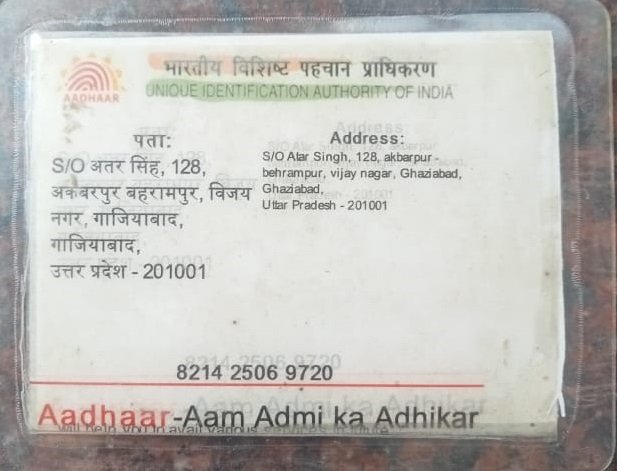 भारतीय विशिष्ट पहचान प्राधिकरण
AADHAAR
UNIQUE IDENTIFICATION AUTHORITY OF INDIA
पता:
S/O अतर सिंह, 128,
अकबरपुर बहरामपुर, विजय
नगर, गाजियाबाद,
गाजियाबाद,
उत्तर प्रदेश - 201001
Address:
S/O Atar Singh, 128, akbarpur -
behrampur, vijay nagar, Ghaziabad,
Ghaziabad,
Uttar Pradesh - 201001
8214 2506 9720
Aadhaar-Aam Admi ka Adhikar